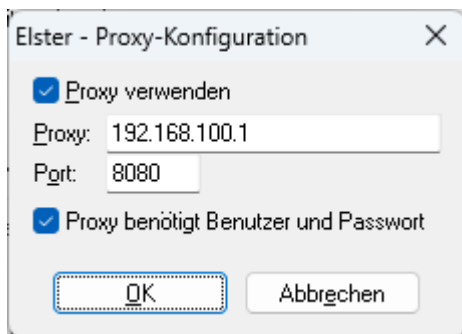 Elster - Proxy-Konfiguration
Proxy verwenden
Proxy: 192.168.100.1
Port: 8080
Proxy benötigt Benutzer und Passwort
OK Abbrechen